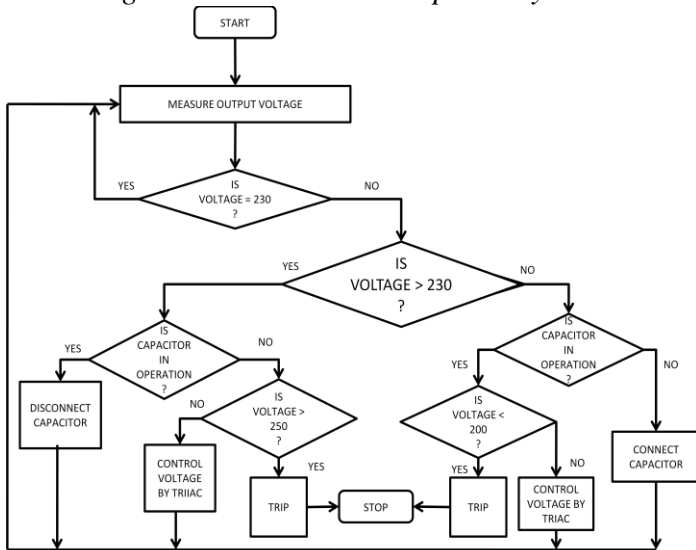 START
MEASURE OUTPUT VOLTAGE
YES
IS
VOLTAGE = 230
?
NO
YES
IS
VOLTAGE > 230
?
NO
YES
IS
CAPACITOR
IN
OPERATION
?
NO
YES
IS
CAPACITOR
IN
OPERATION
?
NO
DISCONNECT
CAPACITOR
NO
IS
VOLTAGE >
250
?
YES
IS
VOLTAGE <
200
?
YES
NO
CONTROL
VOLTAGE
BY TRIIAC
TRIP
STOP
TRIP
CONTROL
VOLTAGE BY
TRIAC
CONNECT
CAPACITOR